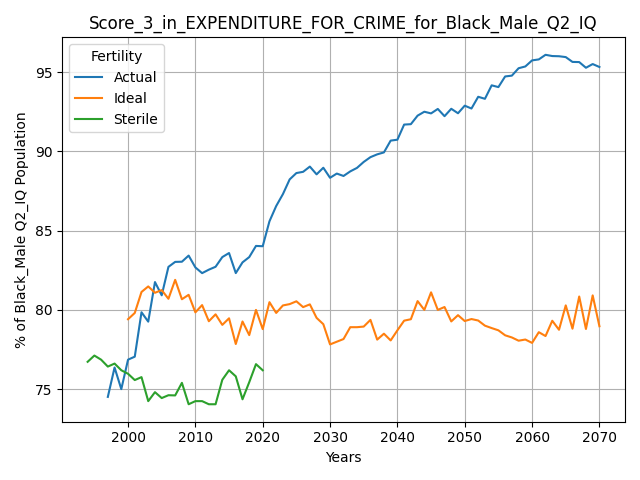 Score_3_in_EXPENDITURE_FOR_CRIME_for_Black_Male_Q2_IQ
Fertility
Actual
Ideal
Sterile
% of Black_Male Q2_IQ Population
95
90
85
80
75
2000 2010 2020 2030 2040 2050 2060 2070
Years